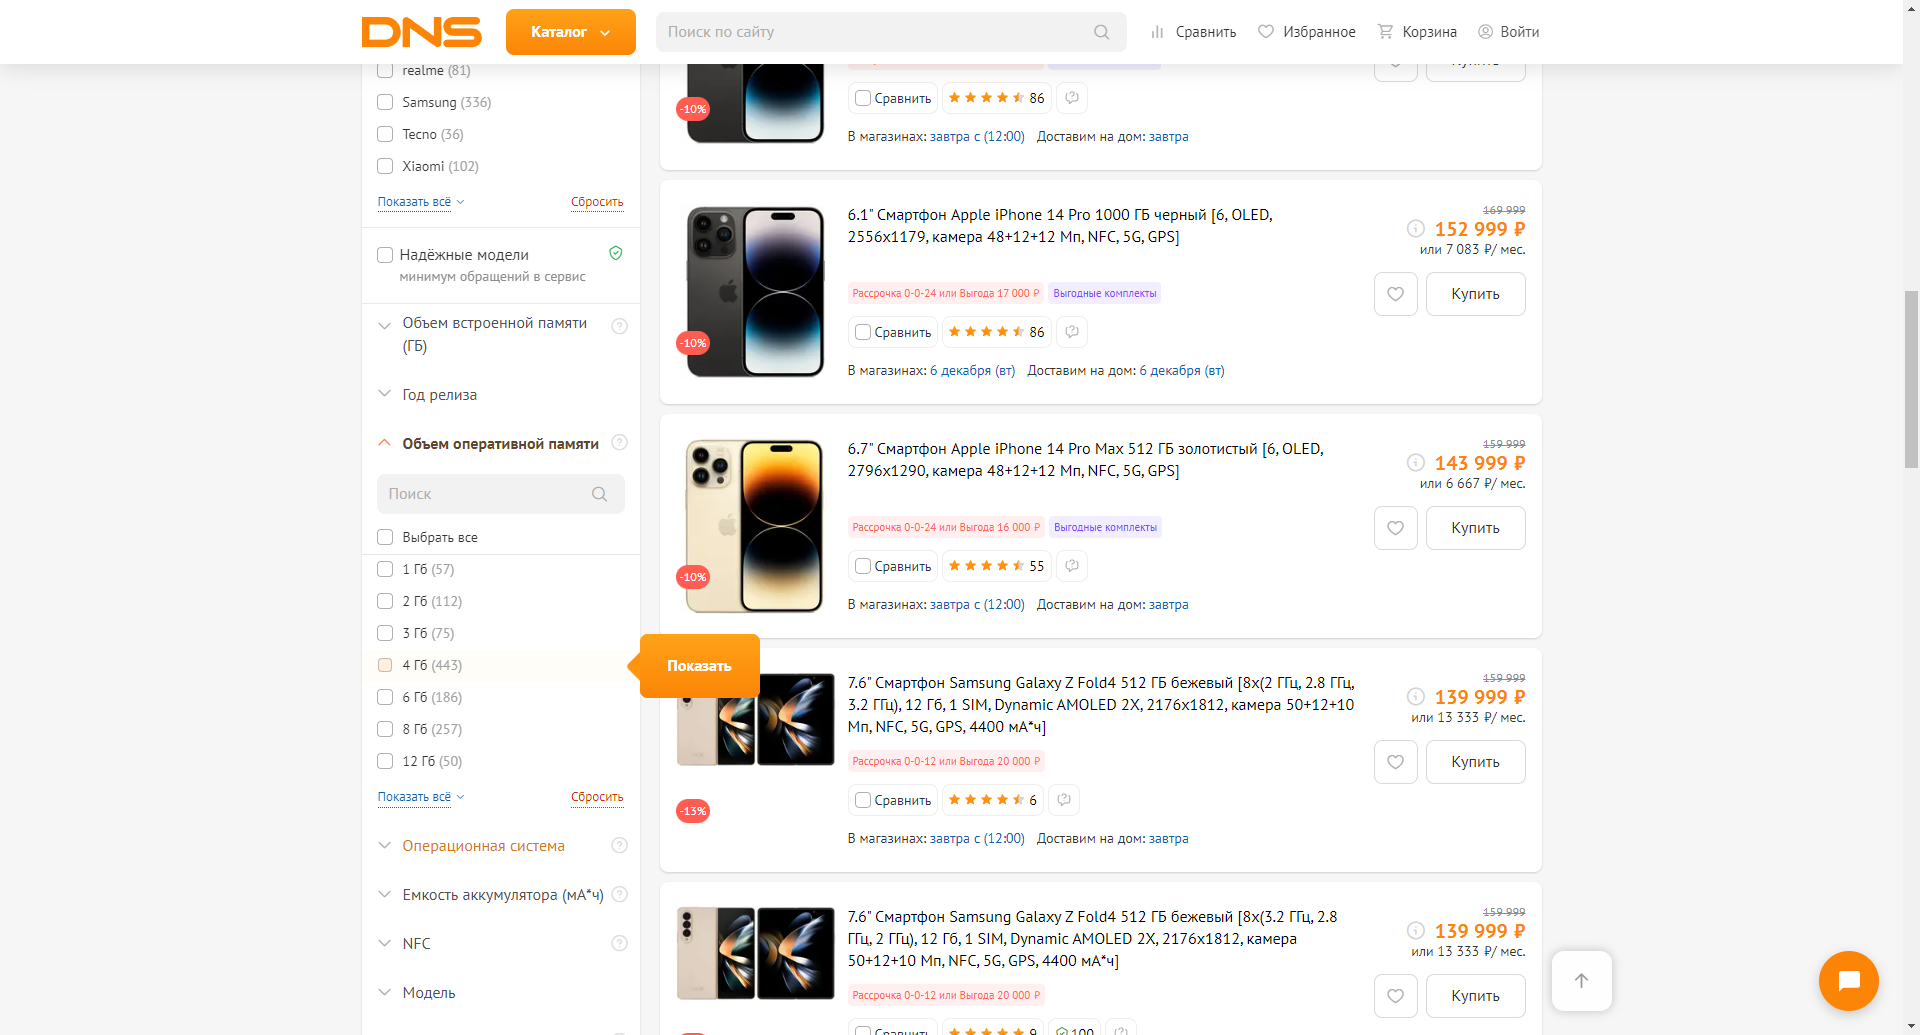 DNS
Каталог
Поиск по сайту
Сравнить
Избранное
Корзина
Войти
realme (81)
Samsung (336)
Tecno (36)
Xiaomi (102)
Показать всё
Сбросить
Надёжные модели
минимум обращений в сервис
Объем встроенной памяти
(ГБ)
Год релиза
Объем оперативной памяти
Поиск
Выбрать все
1 Гб (57)
2 Гб (112)
3 Гб (75)
4 Гб (443)
6 Гб (186)
8 Гб (257)
12 Гб (50)
Показать всё
Сбросить
Операционная система
Емкость аккумулятора (мА*ч)
NFC
Модель
Показать
-10%
Сравнить
86
В магазинах: завтра с (12:00) Доставим на дом: завтра
Купить
6.1" Смартфон Apple iPhone 14 Pro 1000 ГБ черный [6, OLED,
2556x1179, камера 48+12+12 Мп, NFC, 5G, GPS]
169 999
152 999 ₽
или 7 083 ₽/ мес.
Рассрочка 0-0-24 или Выгода 17 000 ₽
Выгодные комплекты
Купить
-10%
Сравнить
86
В магазинах: 6 декабря (вт) Доставим на дом: 6 декабря (вт)
6.7" Смартфон Apple iPhone 14 Pro Max 512 ГБ золотистый [6, OLED,
2796x1290, камера 48+12+12 Мп, NFC, 5G, GPS]
159 999
143 999 ₽
или 6 667 ₽/ мес.
Рассрочка 0-0-24 или Выгода 16 000 ₽
Выгодные комплекты
Купить
-10%
Сравнить
55
В магазинах: завтра с (12:00) Доставим на дом: завтра
7.6" Смартфон Samsung Galaxy Z Fold4 512 ГБ бежевый [8x(2 ГГц, 2.8 ГГц,
3.2 ГГц), 12 Гб, 1 SIM, Dynamic AMOLED 2X, 2176x1812, камера 50+12+10
Мп, NFC, 5G, GPS, 4400 мА*ч]
159 999
139 999 ₽
или 13 333 ₽/ мес.
Рассрочка 0-0-12 или Выгода 20 000 ₽
Купить
-13%
Сравнить
6
В магазинах: завтра с (12:00) Доставим на дом: завтра
7.6" Смартфон Samsung Galaxy Z Fold4 512 ГБ бежевый [8x(3.2 ГГц, 2.8
ГГц, 2 ГГц), 12 Гб, 1 SIM, Dynamic AMOLED 2X, 2176x1812, камера
50+12+10 Мп, NFC, 5G, GPS, 4400 мА*ч]
159 999
139 999 ₽
или 13 333 ₽/ мес.
Рассрочка 0-0-12 или Выгода 20 000 ₽
Купить
Сравнить
9
100